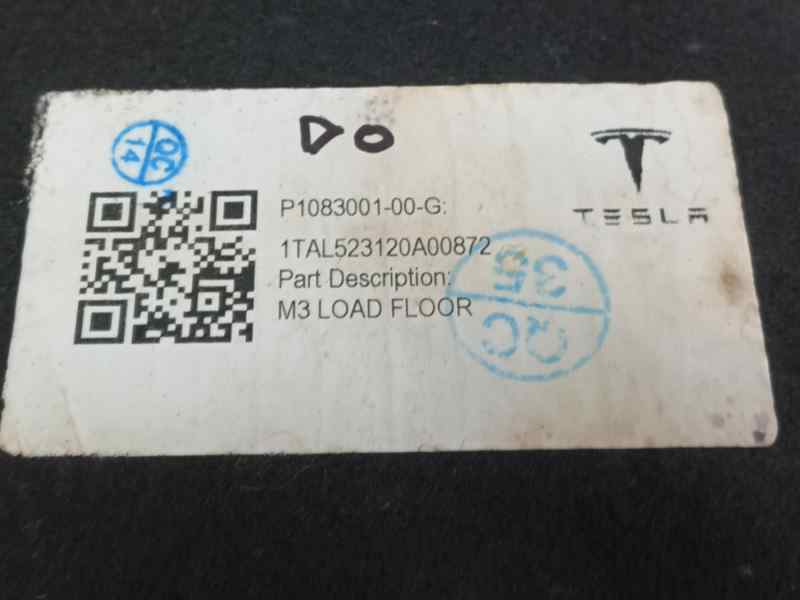 DO
QC
14
P1083001-00-G:
TESLA
1TAL523120A00872
Part Description:
M3 LOAD FLOOR
QC
35